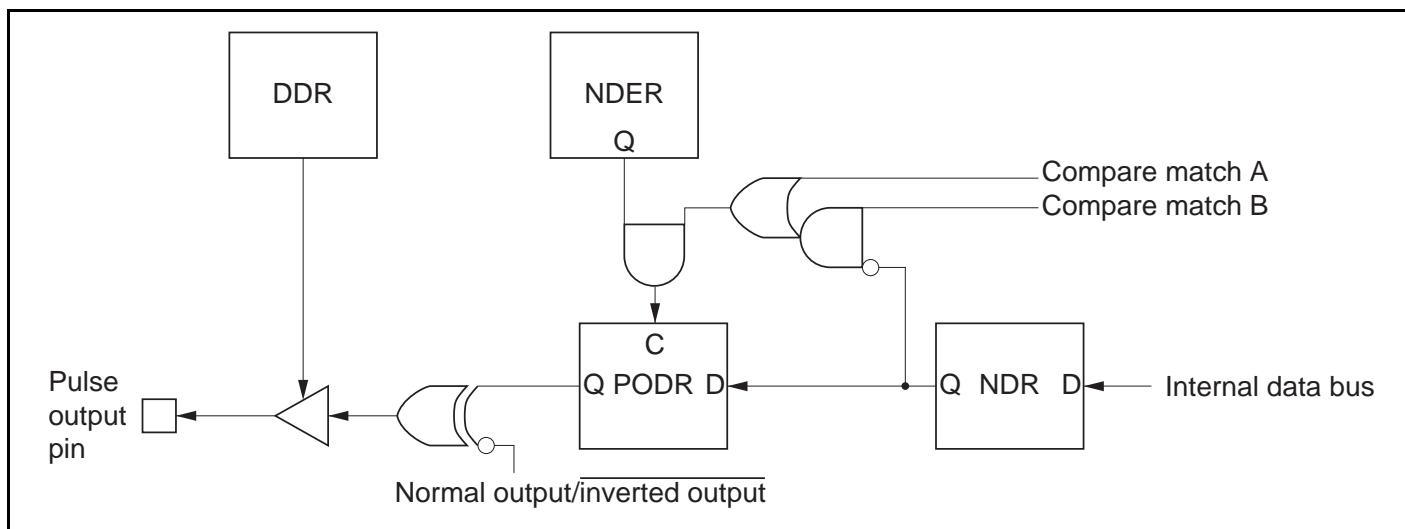 DDR
NDER
Q
Compare match A
Compare match B
C
Q PODR D
Q NDR D
Internal data bus
Pulse
output
pin
Normal output/inverted output